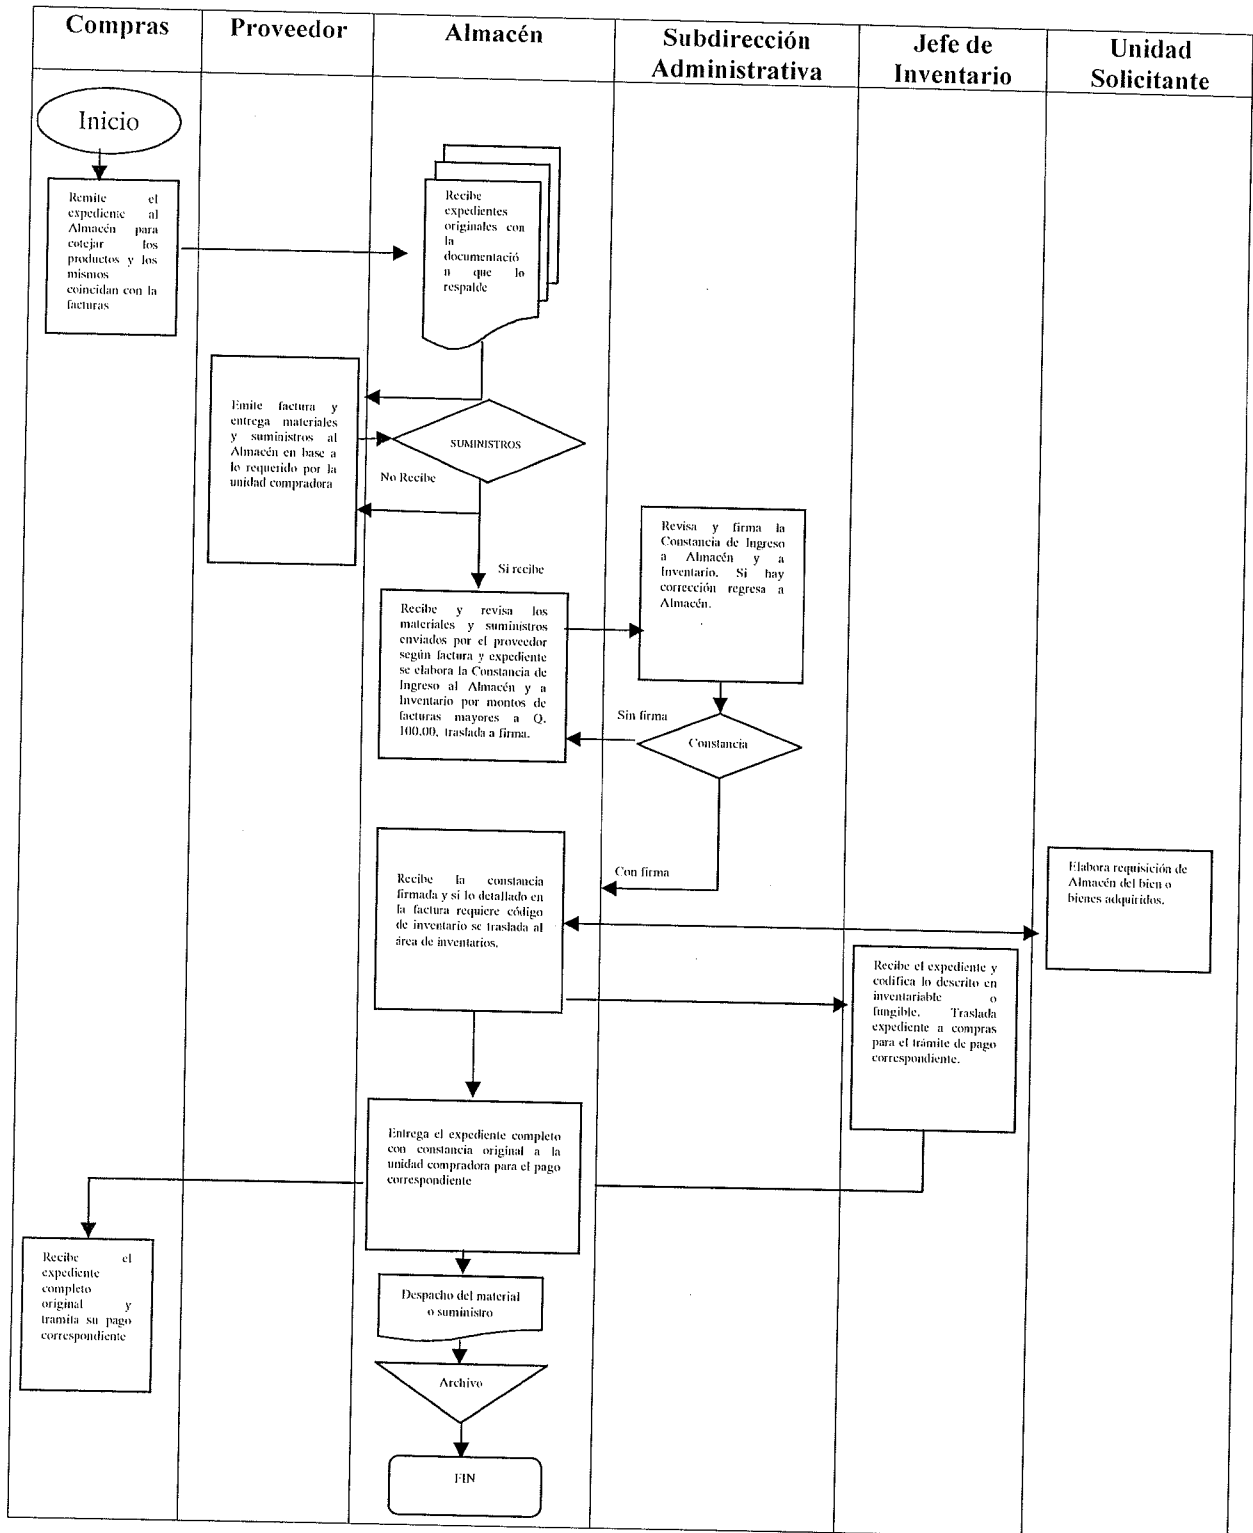 Compras
Proveedor
Almacén
Subdirección
Administrativa
Jefe de
Inventario
Unidad
Solicitante
Inicio
Remite el
expediente al
Almacén para
cotejar los
productos y los
mismos
coincidan con la
facturas
Recibe
expedientes
originales con
la
documentació
n que lo
respalde
Emite factura y
entrega materiales
y suministros al
Almacén en base a
lo requerido por la
unidad compradora
SUMINISTROS
No Recibe
Si recibe
Revisa y firma la
Constancia de Ingreso
a Almacén y a
Inventario. Si hay
corrección regresa a
Almacén.
Recibe y revisa los
materiales y suministros
enviados por el proveedor
según factura y expediente
se elabora la Constancia de
Ingreso al Almacén y a
Inventario por montos de
facturas mayores a Q.
100.00, traslada a firma.
Sin firma
Constancia
Con firma
Recibe la constancia
firmada y si lo detallado en
la factura requiere código
de inventario se traslada al
área de inventarios.
Elabora requisición de
Almacén del bien o
bienes adquiridos.
Recibe el expediente y
codifica lo descrito en
inventariable o
fungible. Traslada
expediente a compras
para el trámite de pago
correspondiente.
Entrega el expediente completo
con constancia original a la
unidad compradora para el pago
correspondiente
Recibe el
expediente
completo
original y
tramita su pago
correspondiente
Despacho del material
o suministro
Archivo
FIN